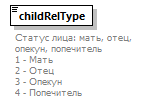 childRelType
Статус лица: мать, отец,
опекун, попечитель
1 - Мать
2 - Отец
3 - Опекун
4 - Попечитель